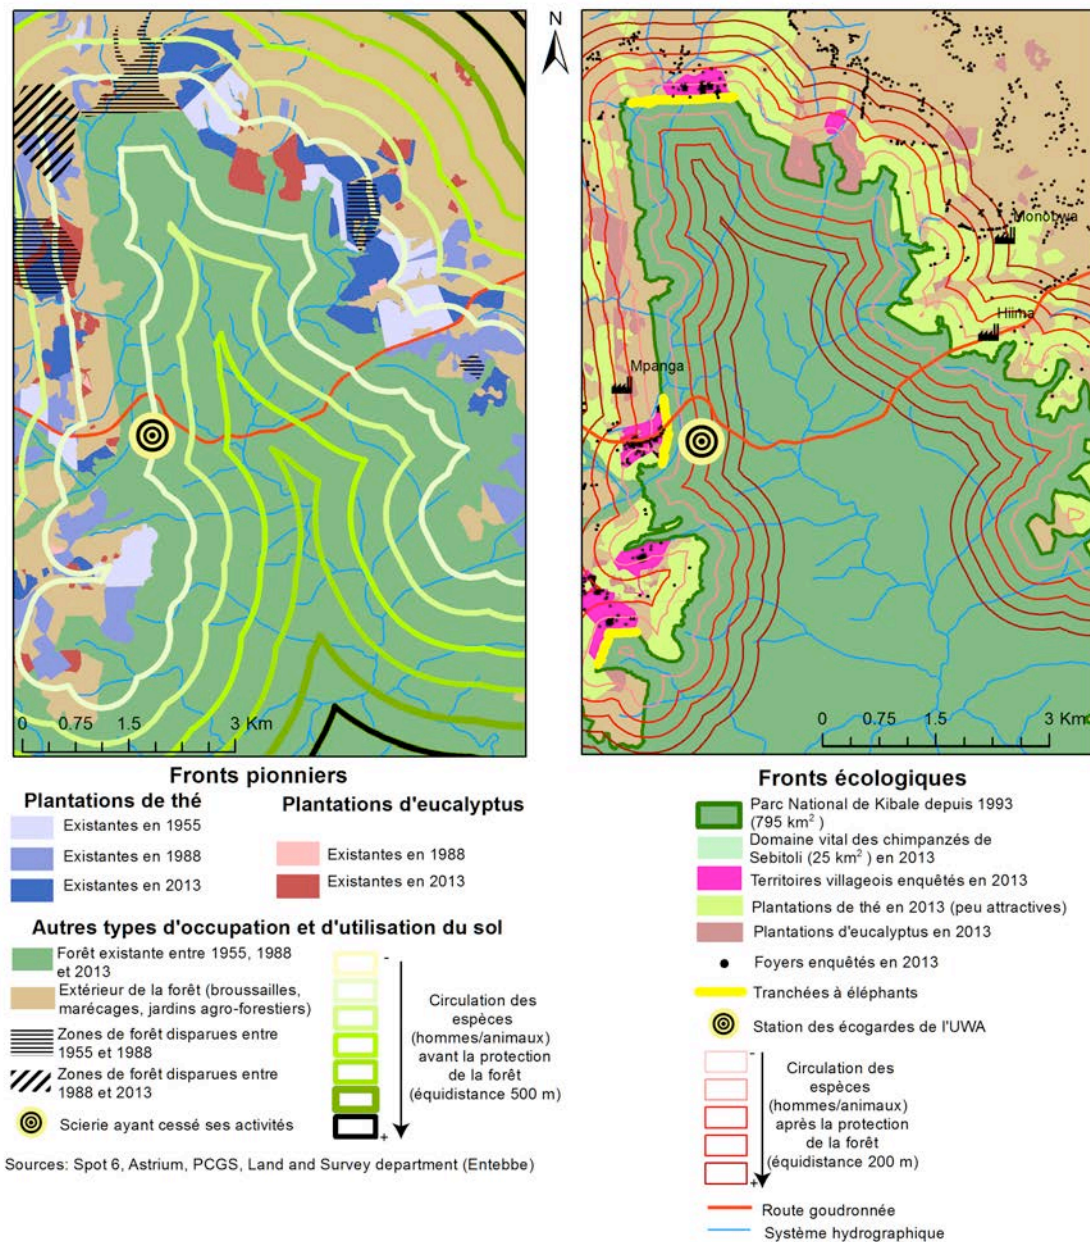 N
Monobwa
Hiima
Mpanga
0 0.75 1.5 3 Km
0 0.75 1.5 3 Km
Fronts pionniers
Plantations de thé
Existantes en 1955
Existantes en 1988
Existantes en 2013
Plantations d'eucalyptus
Existantes en 1988
Existantes en 2013
Autres types d'occupation et d'utilisation du sol
Forêt existante entre 1955, 1988
et 2013
Extérieur de la forêt (broussailles,
marécages, jardins agro-forestiers)
Zones de forêt disparues entre
1955 et 1988
Zones de forêt disparues entre
1988 et 2013
Scierie ayant cessé ses activités
-
Circulation des
espèces
(hommes/animaux)
avant la protection
de la forêt
(équidistance 500 m)
+
Sources: Spot 6, Astrium, PCGS, Land and Survey department (Entebbe)
Fronts écologiques
Parc National de Kibale depuis 1993
(795 km²)
Domaine vital des chimpanzés de
Sebitoli (25 km²) en 2013
Territoires villageois enquêtés en 2013
Plantations de thé en 2013 (peu attractives)
Plantations d'eucalyptus en 2013
Foyers enquêtés en 2013
Tranchées à éléphants
Station des écogardes de l'UWA
-
Circulation des
espèces
(hommes/animaux)
après la protection
de la forêt
(équidistance 200 m)
+
Route goudronnée
Système hydrographique